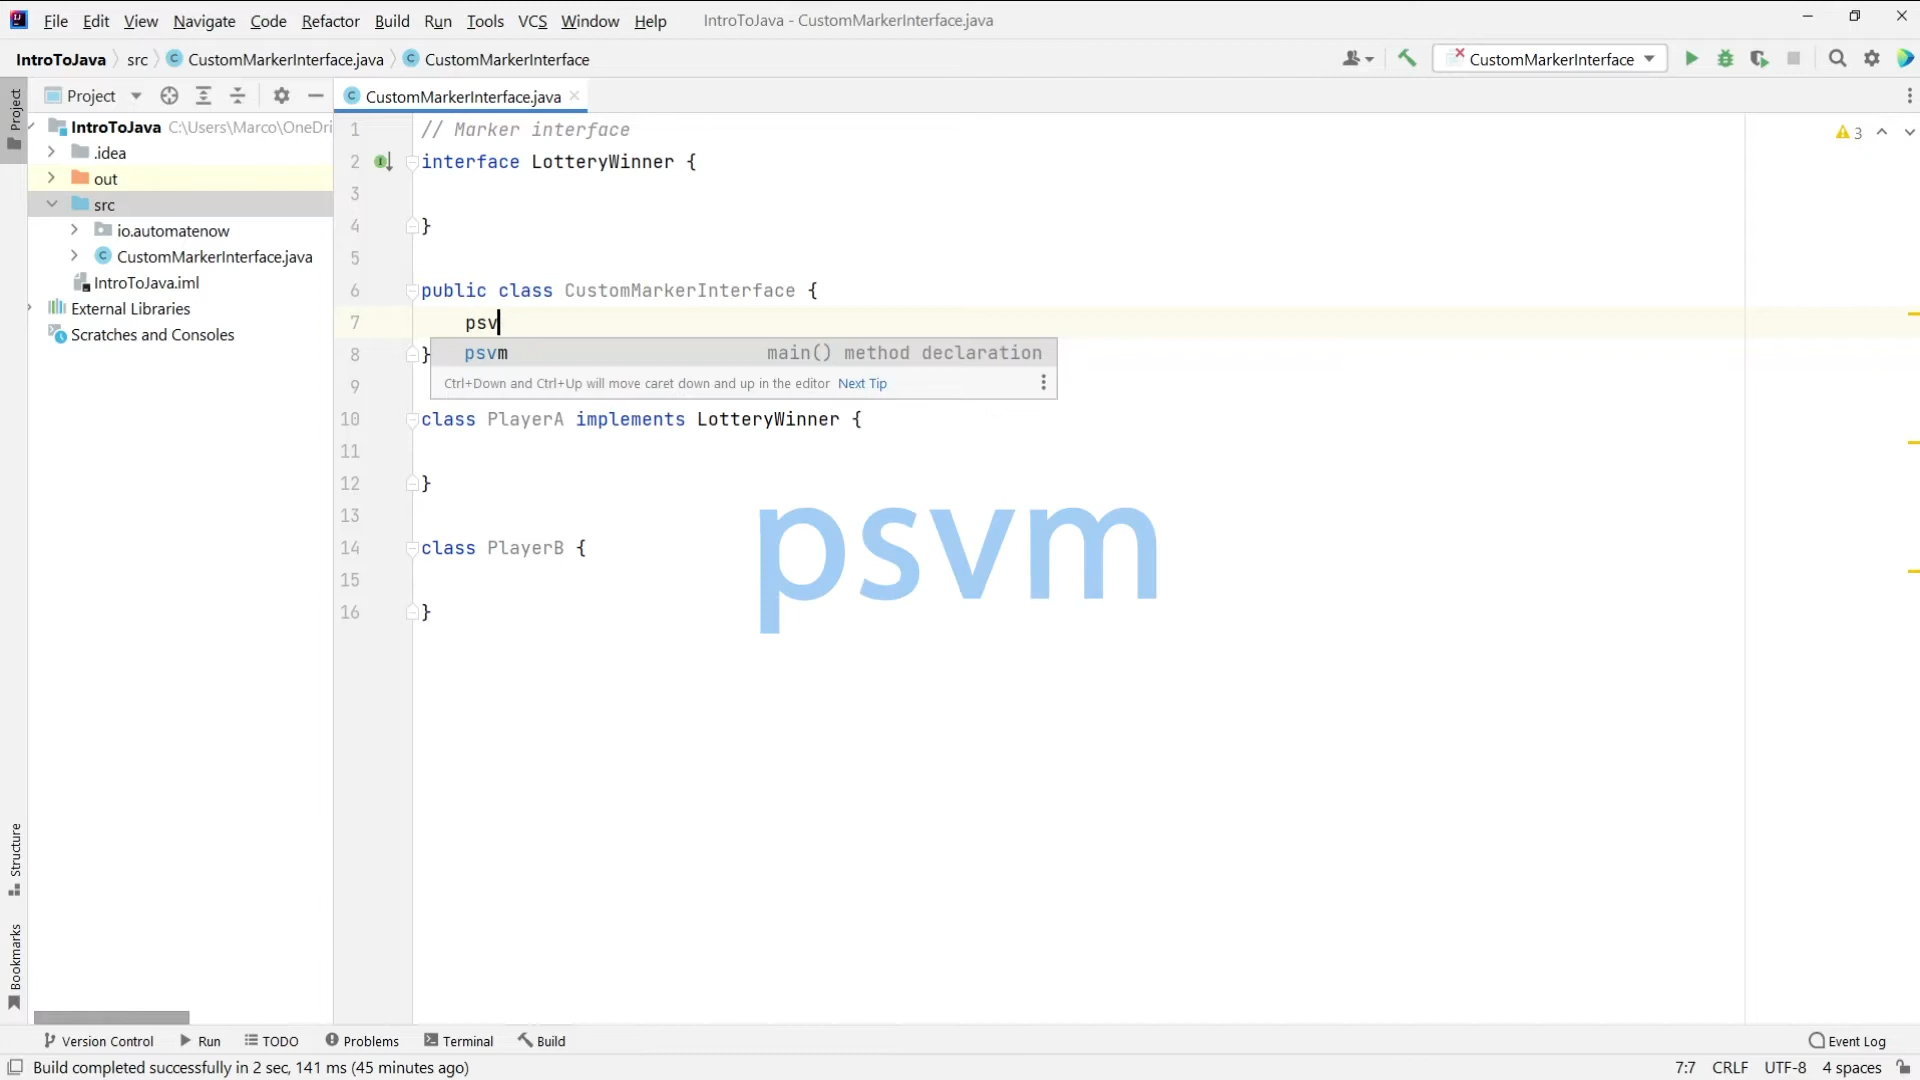 File Edit View Navigate Code Refactor Build Run Tools VCS Window Help IntroToJava - CustomMarkerInterface.java
IntroToJava src CustomMarkerInterface.java CustomMarkerInterface CustomMarkerInterface
Project Project CustomMarkerInterface.java
IntroToJava C:\Users\Marco\OneDri
.idea
out
src
io.automatenow
CustomMarkerInterface.java
IntroToJava.iml
External Libraries
Scratches and Consoles
3
1 // Marker interface
2 interface LotteryWinner {
3
4 }
5
6 public class CustomMarkerInterface {
7 psv
8 }
psvm main() method declaration
Ctrl+Down and Ctrl+Up will move caret down and up in the editor Next Tip
9
10 class PlayerA implements LotteryWinner {
11
12 }
13
14 class PlayerB {
15
16 }
psvm
Structure
Bookmarks
Version Control Run TODO Problems Terminal Build Event Log
Build completed successfully in 2 sec, 141 ms (45 minutes ago) 7:7 CRLF UTF-8 4 spaces